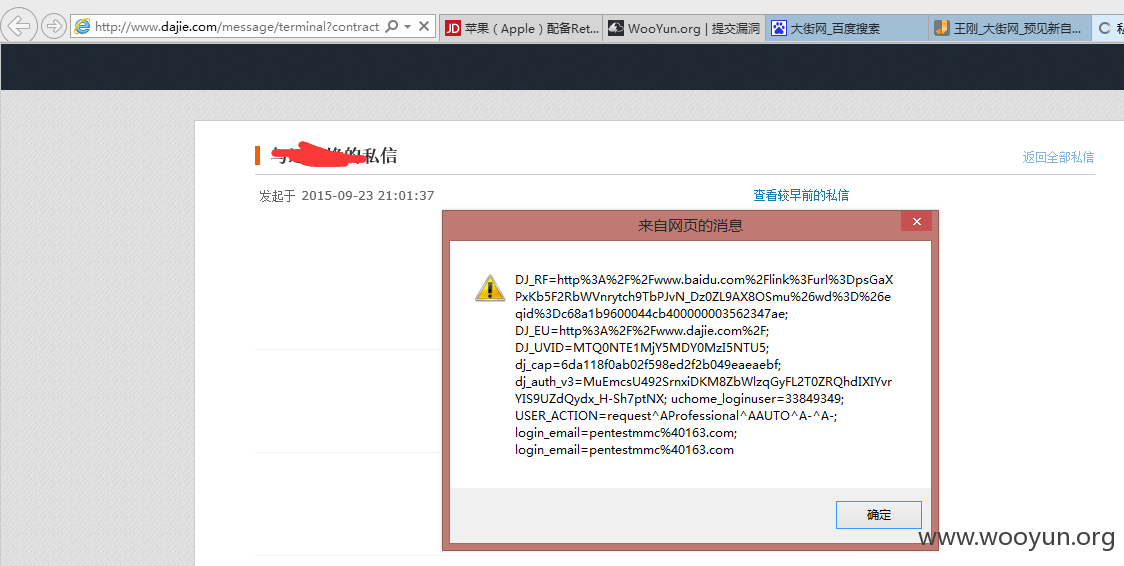 http://www.dajie.com/message/terminal?contract
苹果（Apple）配备Ret...
WooYun.org | 提交漏洞
大街网_百度搜索
王刚_大街网_预见新自...
私信
返回全部私信
发起于 2015-09-23 21:01:37
查看较早前的私信
来自网页的消息
DJ_RF=http%3A%2F%2Fwww.baidu.com%2Flink%3Furl%3DpsGaX
PxKb5F2RbWVnrytch9TbPJvN_Dz0ZL9AX8OSmu%26wd%3D%26e
qid%3Dc68a1b9600044cb400000003562347ae;
DJ_EU=http%3A%2F%2Fwww.dajie.com%2F;
DJ_UVID=MTQ0NTE1MjY5MDY0MzI5NTU5;
dj_cap=6da118f0ab02f598ed2f2b049eaeaebf;
dj_auth_v3=MuEmcsU492SrnxiDKM8ZbWlzqGyFL2T0ZRQhdIXIYvr
YIS9UZdQydx_H-Sh7ptNX; uchome_loginuser=33849349;
USER_ACTION=request^AProfessional^AAUTO^A-^A-;
login_email=pentestmmc%40163.com;
login_email=pentestmmc%40163.com
确定
www.wooyun.org